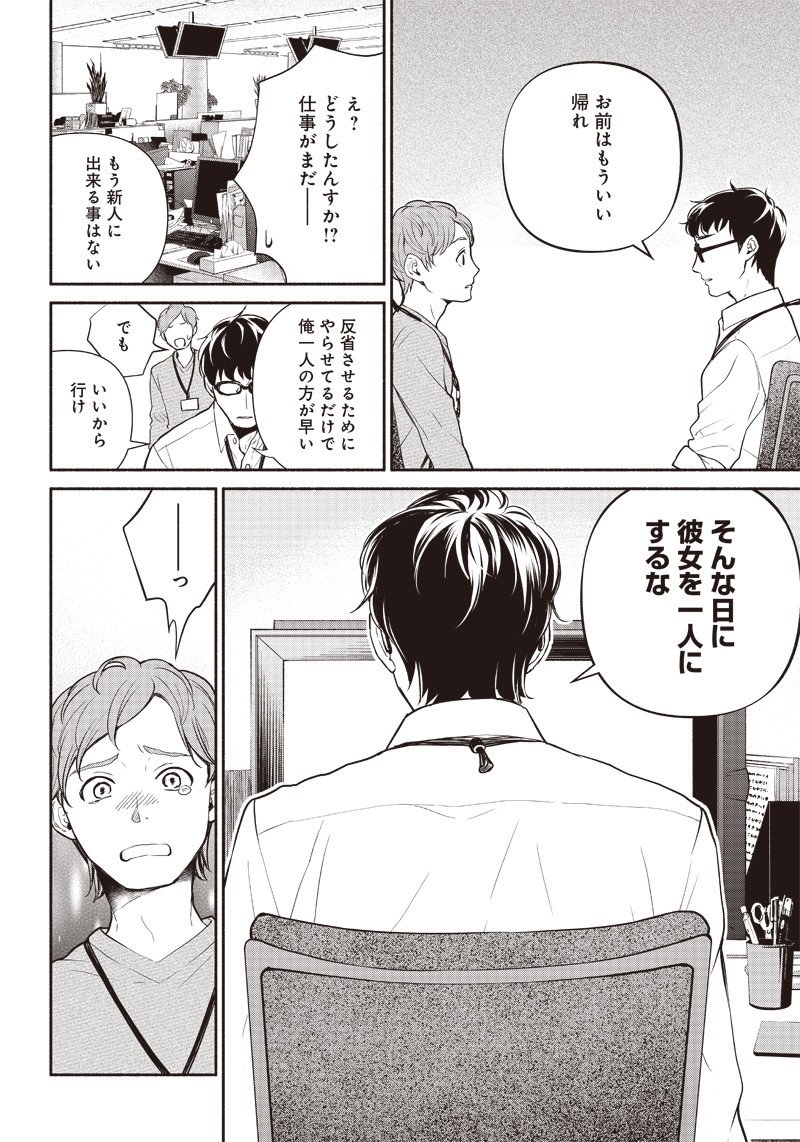 お前はもういい
帰れ
え？
どうしたんすか!?
仕事がまだ――
もう新人に
出来る事はない
反省させるために
やらせてるだけで
俺一人の方が早い
でも
いいから
行け
そんな日に
彼女を一人に
するな
――っ